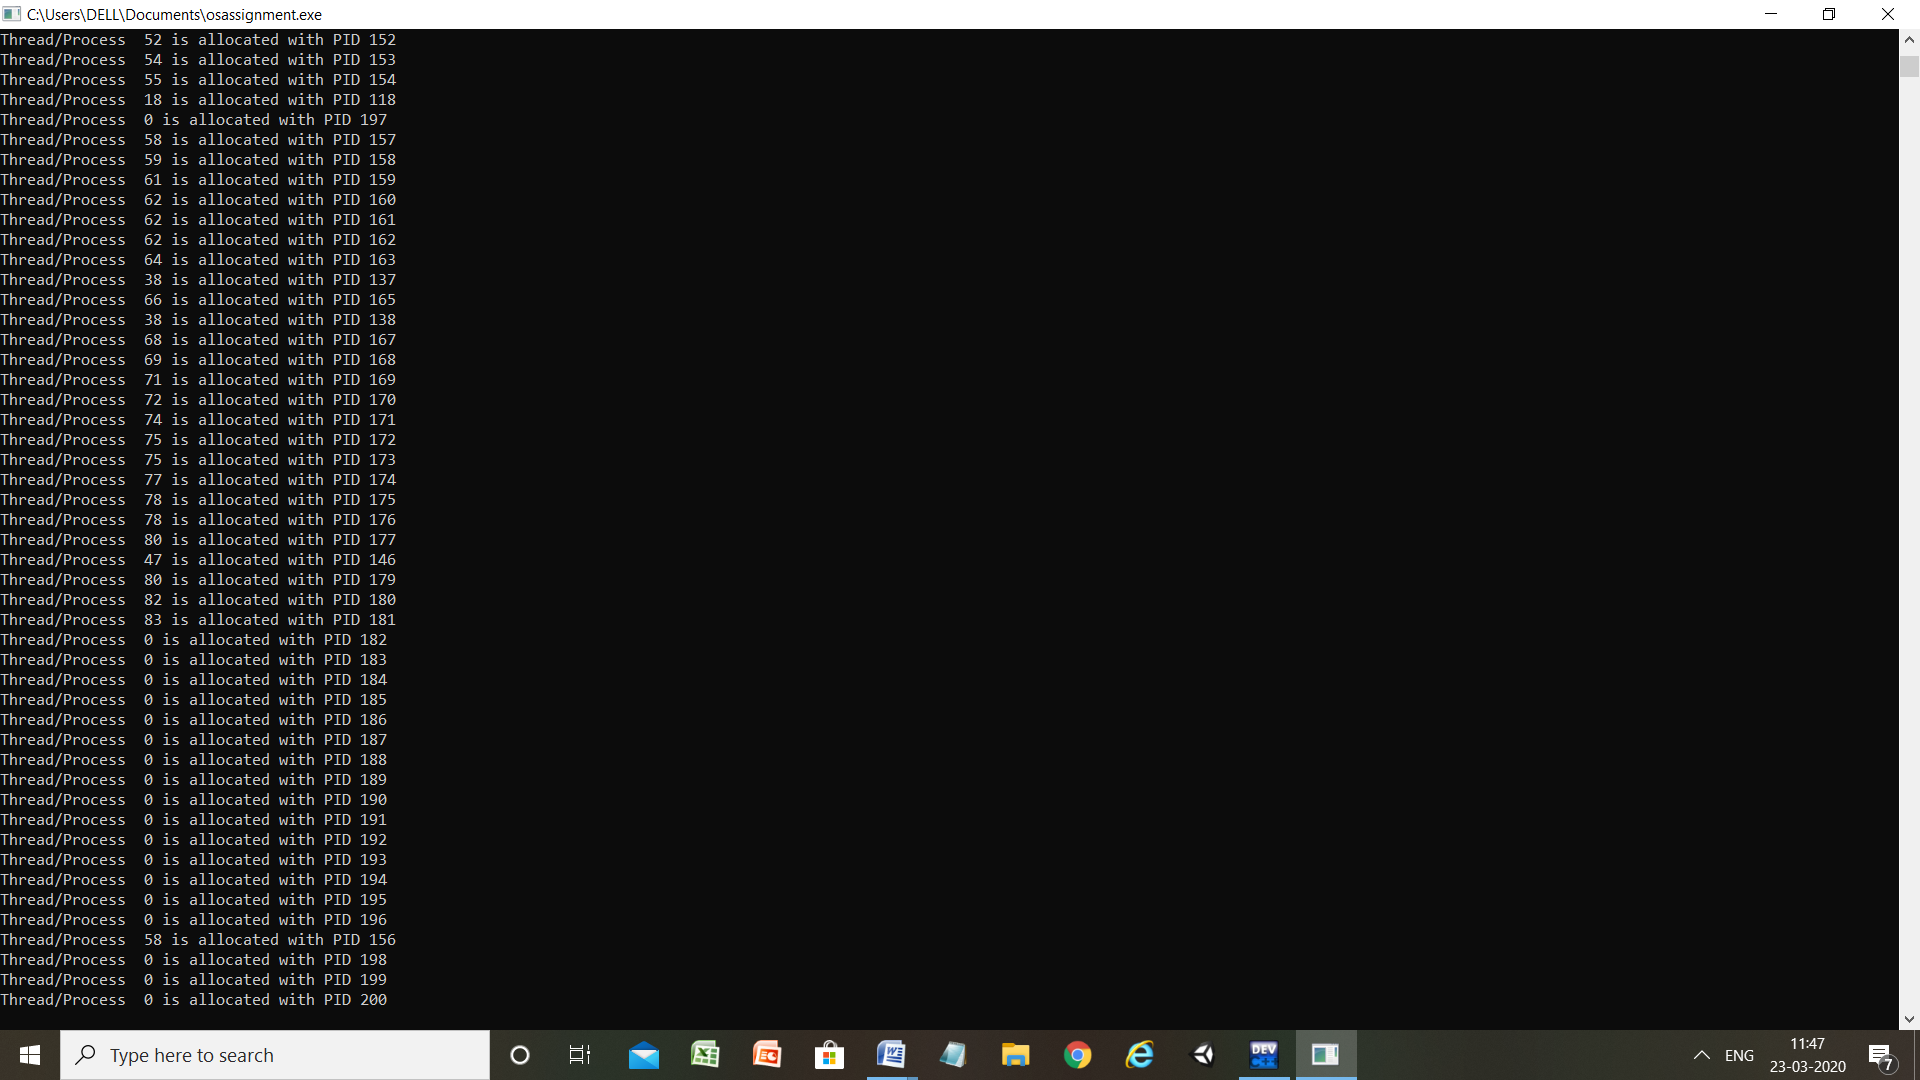 C:\Users\DELL\Documents\osassignment.exe
Thread/Process  52 is allocated with PID 152
Thread/Process  54 is allocated with PID 153
Thread/Process  55 is allocated with PID 154
Thread/Process  18 is allocated with PID 118
Thread/Process  0 is allocated with PID 197
Thread/Process  58 is allocated with PID 157
Thread/Process  59 is allocated with PID 158
Thread/Process  61 is allocated with PID 159
Thread/Process  62 is allocated with PID 160
Thread/Process  62 is allocated with PID 161
Thread/Process  62 is allocated with PID 162
Thread/Process  64 is allocated with PID 163
Thread/Process  38 is allocated with PID 137
Thread/Process  66 is allocated with PID 165
Thread/Process  38 is allocated with PID 138
Thread/Process  68 is allocated with PID 167
Thread/Process  69 is allocated with PID 168
Thread/Process  71 is allocated with PID 169
Thread/Process  72 is allocated with PID 170
Thread/Process  74 is allocated with PID 171
Thread/Process  75 is allocated with PID 172
Thread/Process  75 is allocated with PID 173
Thread/Process  77 is allocated with PID 174
Thread/Process  78 is allocated with PID 175
Thread/Process  78 is allocated with PID 176
Thread/Process  80 is allocated with PID 177
Thread/Process  47 is allocated with PID 146
Thread/Process  80 is allocated with PID 179
Thread/Process  82 is allocated with PID 180
Thread/Process  83 is allocated with PID 181
Thread/Process  0 is allocated with PID 182
Thread/Process  0 is allocated with PID 183
Thread/Process  0 is allocated with PID 184
Thread/Process  0 is allocated with PID 185
Thread/Process  0 is allocated with PID 186
Thread/Process  0 is allocated with PID 187
Thread/Process  0 is allocated with PID 188
Thread/Process  0 is allocated with PID 189
Thread/Process  0 is allocated with PID 190
Thread/Process  0 is allocated with PID 191
Thread/Process  0 is allocated with PID 192
Thread/Process  0 is allocated with PID 193
Thread/Process  0 is allocated with PID 194
Thread/Process  0 is allocated with PID 195
Thread/Process  0 is allocated with PID 196
Thread/Process  58 is allocated with PID 156
Thread/Process  0 is allocated with PID 198
Thread/Process  0 is allocated with PID 199
Thread/Process  0 is allocated with PID 200
Type here to search
DEV
C++
ENG
11:47
23-03-2020
7